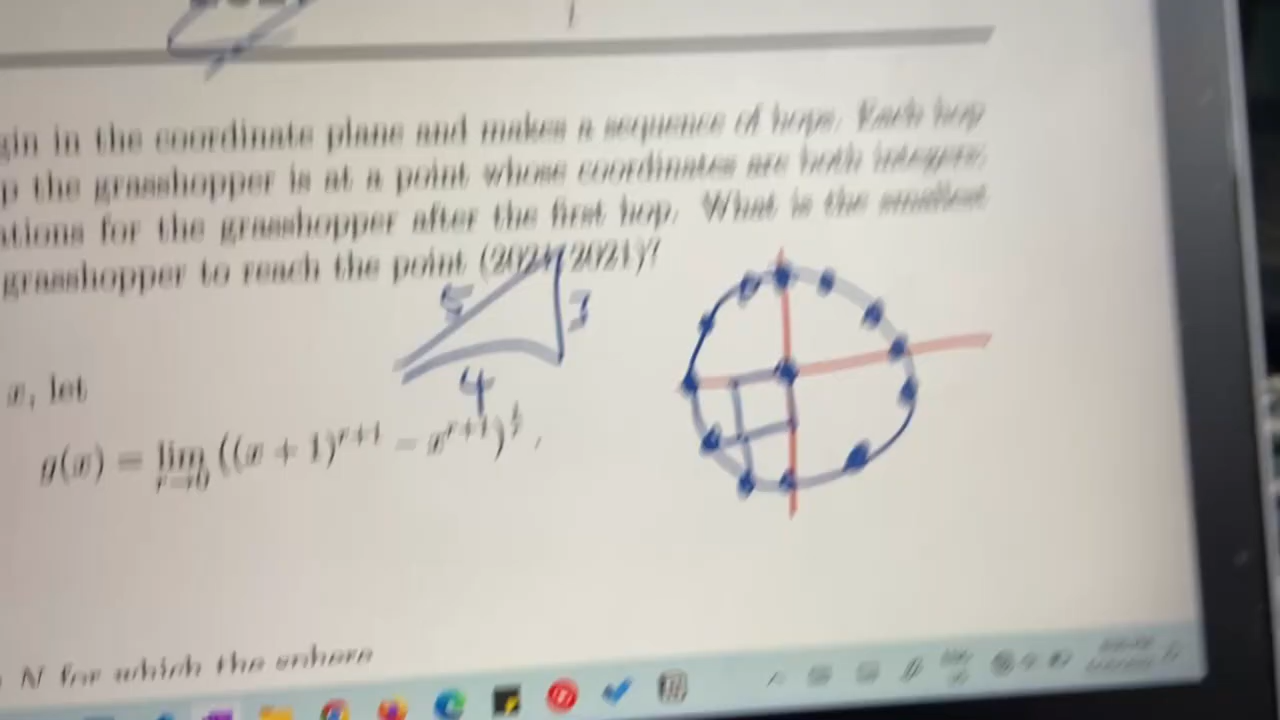 gin in the coordinate plane and makes a sequence of hops. Each hop
p the grasshopper is at a point whose coordinates are both integers.
ations for the grasshopper after the first hop. What is the smallest
grasshopper to reach the point (2021, 2021)?
5
3
4
x, let
g(x) = lim r→0 ((x + 1)^{r+1} − x^{r+1})^{1/r},
N for which the sphere